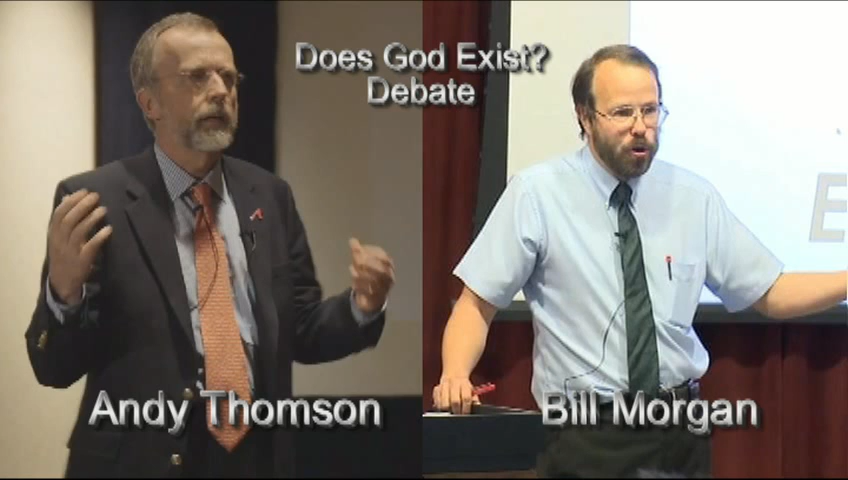 Does God Exist?
Debate
Andy Thomson
Bill Morgan
E